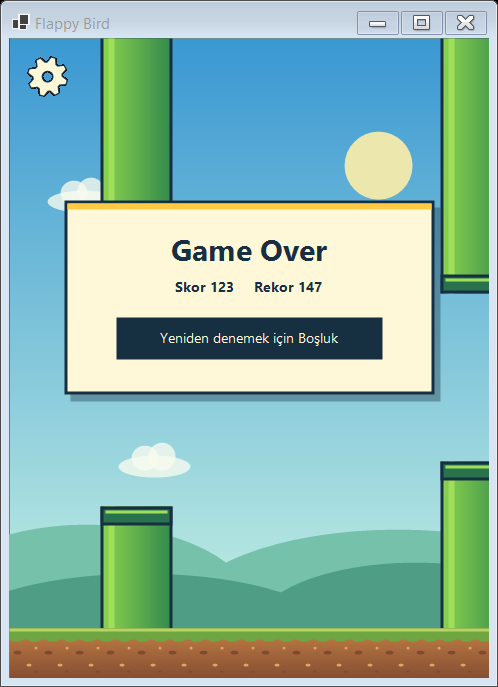 Flappy Bird
Game Over
Skor 123 Rekor 147
Yeniden denemek için Boşluk